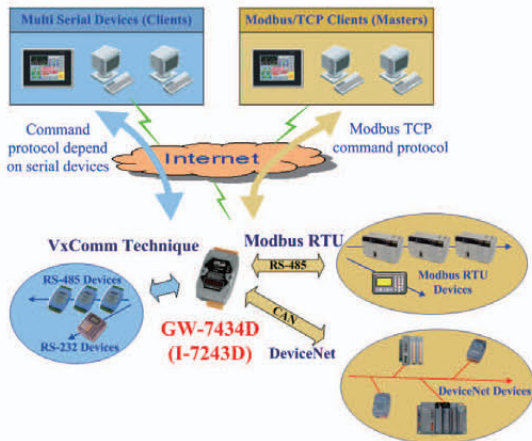 Multi Serial Devices (Clients)
Modbus/TCP Clients (Masters)
Command
protocol depend
on serial devices
Internet
Modbus TCP
command protocol
VxComm Technique
Modbus RTU
RS-485 Devices
RS-232 Devices
RS-485
Modbus RTU
Devices
GW-7434D
(I-7243D)
CAN
DeviceNet
DeviceNet Devices